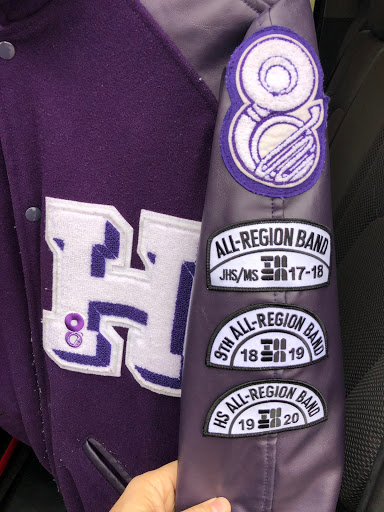 ALL-REGION BAND
JHS/MS 17-18
H
9TH ALL-REGION BAND
18 19
HS ALL-REGION BAND
19 20